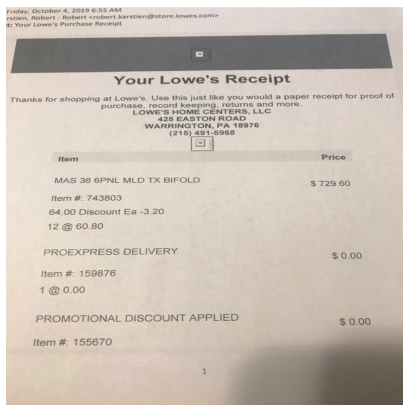 Friday, October 4, 2019 6:55 AM
rstien, Robert - Robert <robert.karstien@store.lowes.com>
t: Your Lowe's Purchase Receipt
Your Lowe's Receipt
Thanks for shopping at Lowe's. Use this just like you would a paper receipt for proof of
purchase, record keeping, returns and more.
LOWE'S HOME CENTERS, LLC
425 EASTON ROAD
WARRINGTON, PA 18976
(215) 491-5968
Item Price
MAS 36 6PNL MLD TX BIFOLD $ 729.60
Item #: 743803
64.00 Discount Ea -3.20
12 @ 60.80
PROEXPRESS DELIVERY $ 0.00
Item #: 159876
1 @ 0.00
PROMOTIONAL DISCOUNT APPLIED $ 0.00
Item #: 155670
1